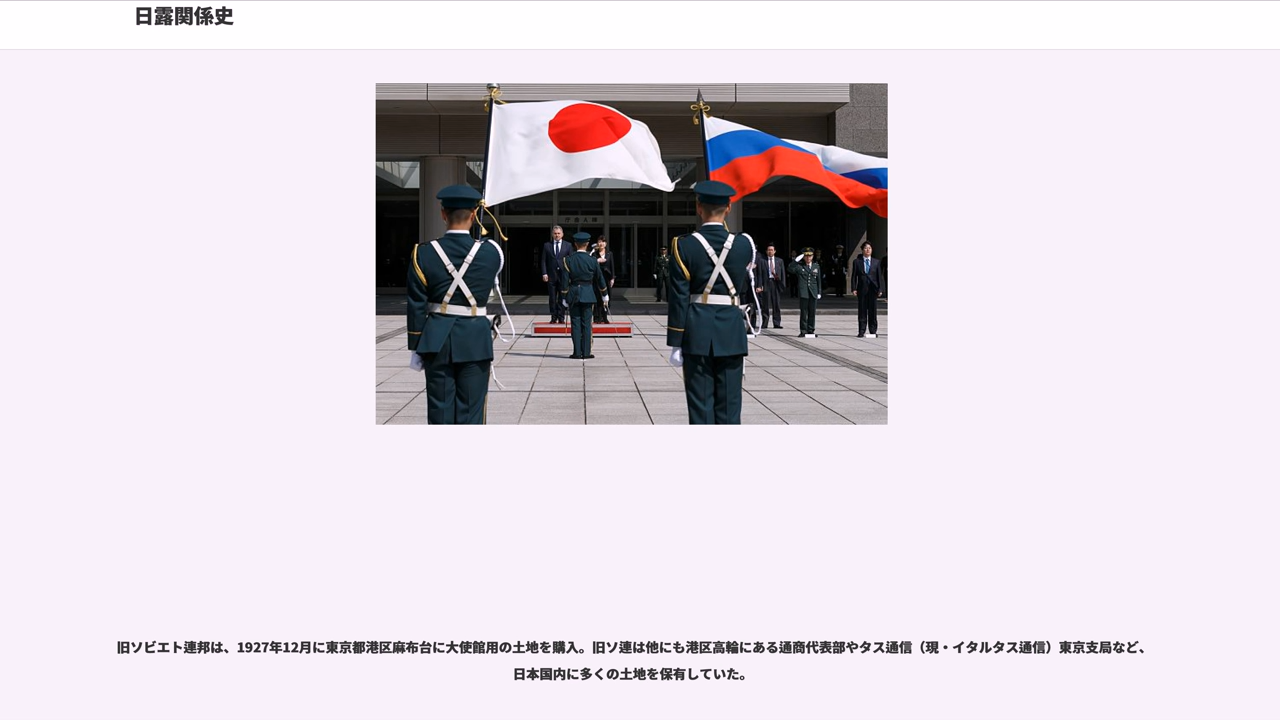 日露関係史
旧ソビエト連邦は、1927年12月に東京都港区麻布台に大使館用の土地を購入。旧ソ連は他にも港区高輪にある通商代表部やタス通信（現・イタルタス通信）東京支局など、
日本国内に多くの土地を保有していた。